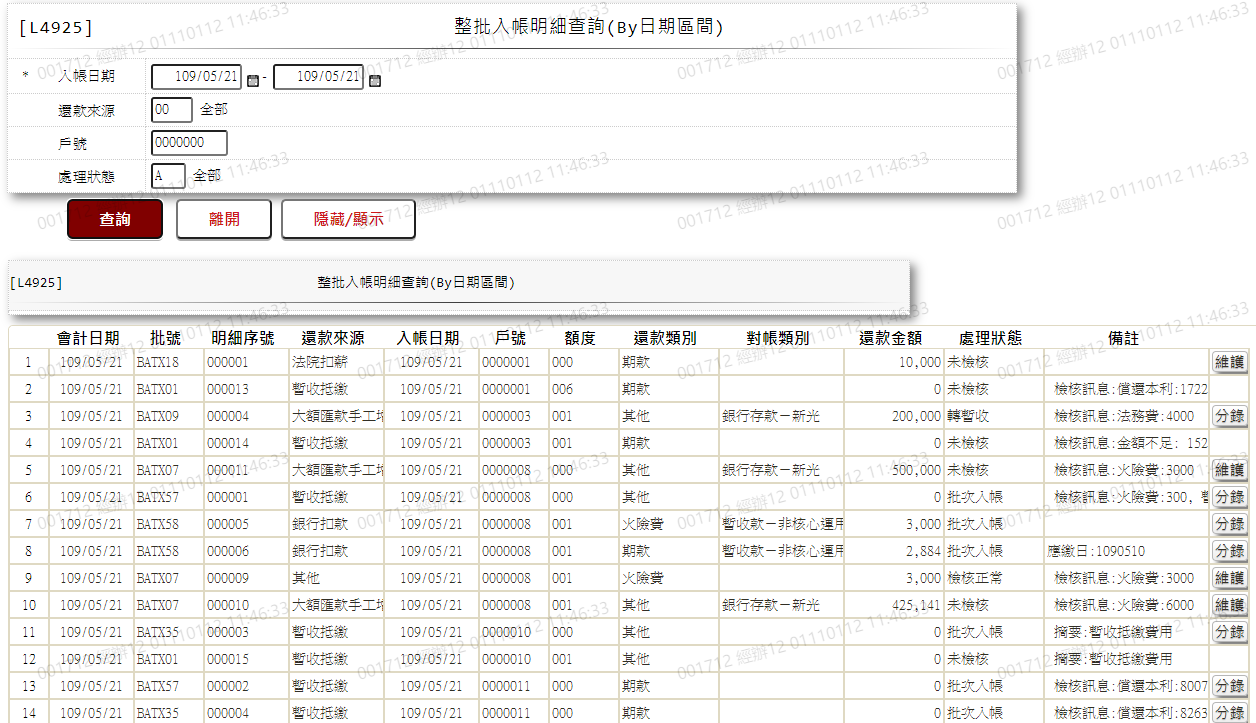 [L4925] 整批入帳明細查詢(By日期區間)
* 入帳日期 109/05/21 - 109/05/21
還款來源 00 全部
戶號 0000000
處理狀態 A 全部
查詢 離開 隱藏/顯示
[L4925] 整批入帳明細查詢(By日期區間)
會計日期 批號 明細序號 還款來源 入帳日期 戶號 額度 還款類別 對帳類別 還款金額 處理狀態 備註
1 109/05/21 BATX18 000001 法院扣薪 109/05/21 0000001 000 期款 10,000 未檢核 維護
2 109/05/21 BATX01 000013 暫收抵繳 109/05/21 0000001 006 期款 0 未檢核 檢核訊息:償還本利:1722
3 109/05/21 BATX09 000004 大額匯款手工 109/05/21 0000003 001 其他 銀行存款－新光 200,000 轉暫收 檢核訊息:法務費:4000 分錄
4 109/05/21 BATX01 000014 暫收抵繳 109/05/21 0000003 001 期款 0 未檢核 檢核訊息:金額不足: 152
5 109/05/21 BATX07 000011 大額匯款手工 109/05/21 0000008 000 其他 銀行存款－新光 500,000 未檢核 檢核訊息:火險費:3000 維護
6 109/05/21 BATX57 000001 暫收抵繳 109/05/21 0000008 000 其他 0 批次入帳 檢核訊息:火險費:300, 分錄
7 109/05/21 BATX58 000005 銀行扣款 109/05/21 0000008 001 火險費 暫收款－非核心運用 3,000 批次入帳 分錄
8 109/05/21 BATX58 000006 銀行扣款 109/05/21 0000008 001 期款 暫收款－非核心運用 2,884 批次入帳 應繳日:1090510 分錄
9 109/05/21 BATX07 000009 其他 109/05/21 0000008 001 火險費 3,000 檢核正常 檢核訊息:火險費:3000 維護
10 109/05/21 BATX07 000010 大額匯款手工 109/05/21 0000008 001 其他 銀行存款－新光 425,141 未檢核 檢核訊息:火險費:6000 維護
11 109/05/21 BATX35 000003 暫收抵繳 109/05/21 0000010 000 其他 0 批次入帳 摘要:暫收抵繳費用 分錄
12 109/05/21 BATX01 000015 暫收抵繳 109/05/21 0000010 001 其他 0 未檢核 摘要:暫收抵繳費用
13 109/05/21 BATX57 000002 暫收抵繳 109/05/21 0000011 000 期款 0 批次入帳 檢核訊息:償還本利:8007 分錄
14 109/05/21 BATX35 000004 暫收抵繳 109/05/21 0000011 000 期款 0 批次入帳 檢核訊息:償還本利:8263 分錄
001712 經辦12 01110112 11:46:33